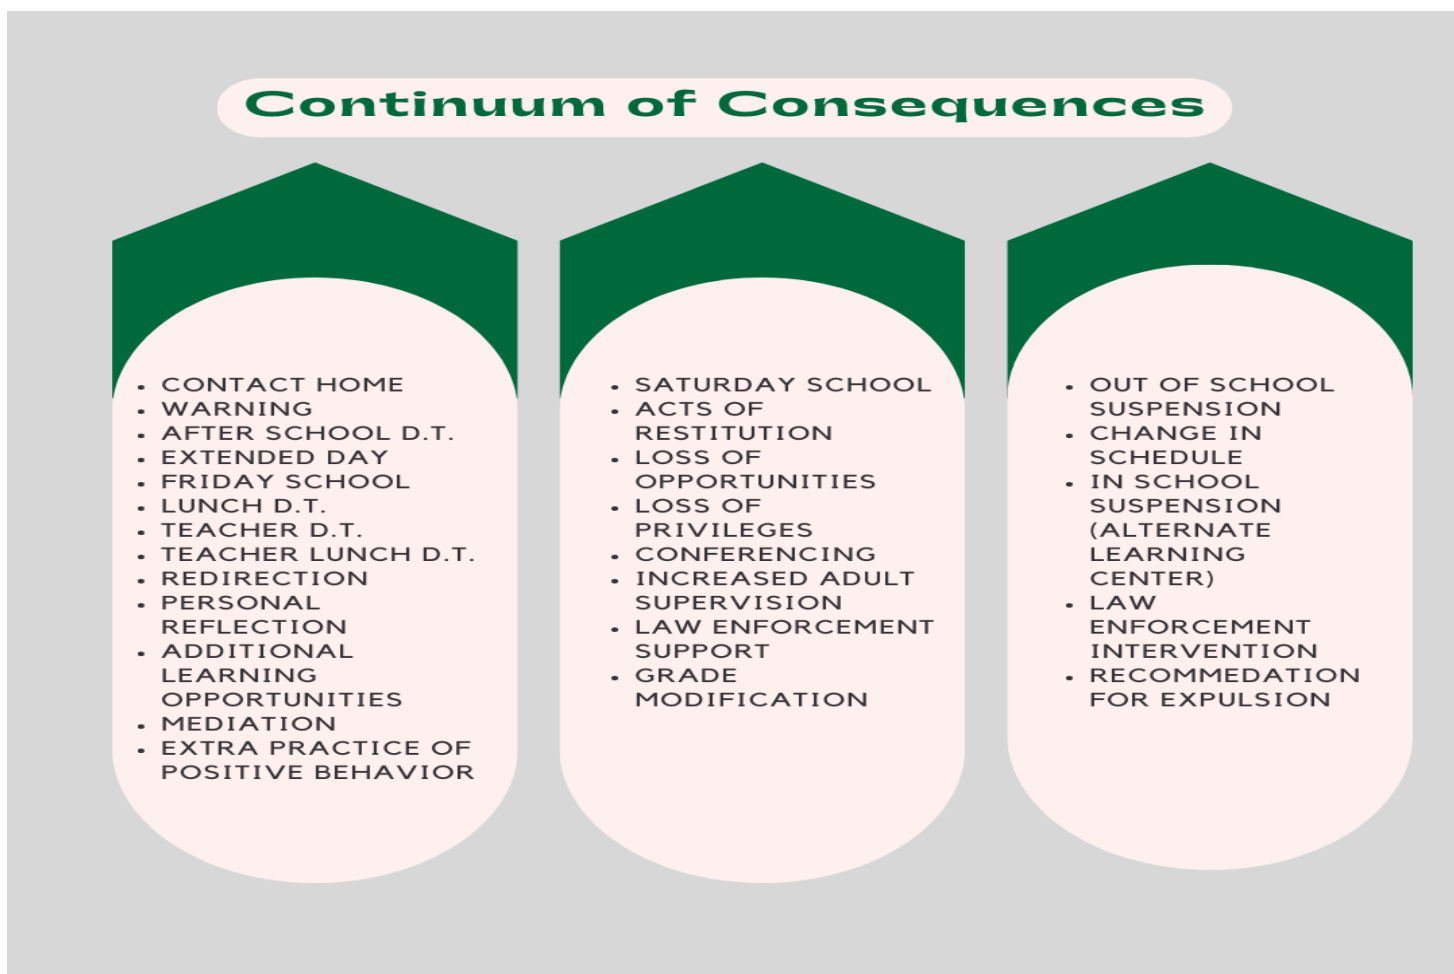 Continuum of Consequences
• CONTACT HOME
• WARNING
• AFTER SCHOOL D.T.
• EXTENDED DAY
• FRIDAY SCHOOL
• LUNCH D.T.
• TEACHER D.T.
• TEACHER LUNCH D.T.
• REDIRECTION
• PERSONAL
REFLECTION
• ADDITIONAL
LEARNING
OPPORTUNITIES
• MEDIATION
• EXTRA PRACTICE OF
POSITIVE BEHAVIOR
• SATURDAY SCHOOL
• ACTS OF
RESTITUTION
• LOSS OF
OPPORTUNITIES
• LOSS OF
PRIVILEGES
• CONFERENCING
• INCREASED ADULT
SUPERVISION
• LAW ENFORCEMENT
SUPPORT
• GRADE
MODIFICATION
• OUT OF SCHOOL
SUSPENSION
• CHANGE IN
SCHEDULE
• IN SCHOOL
SUSPENSION
(ALTERNATE
LEARNING
CENTER)
• LAW
ENFORCEMENT
INTERVENTION
• RECOMMEDATION
FOR EXPULSION